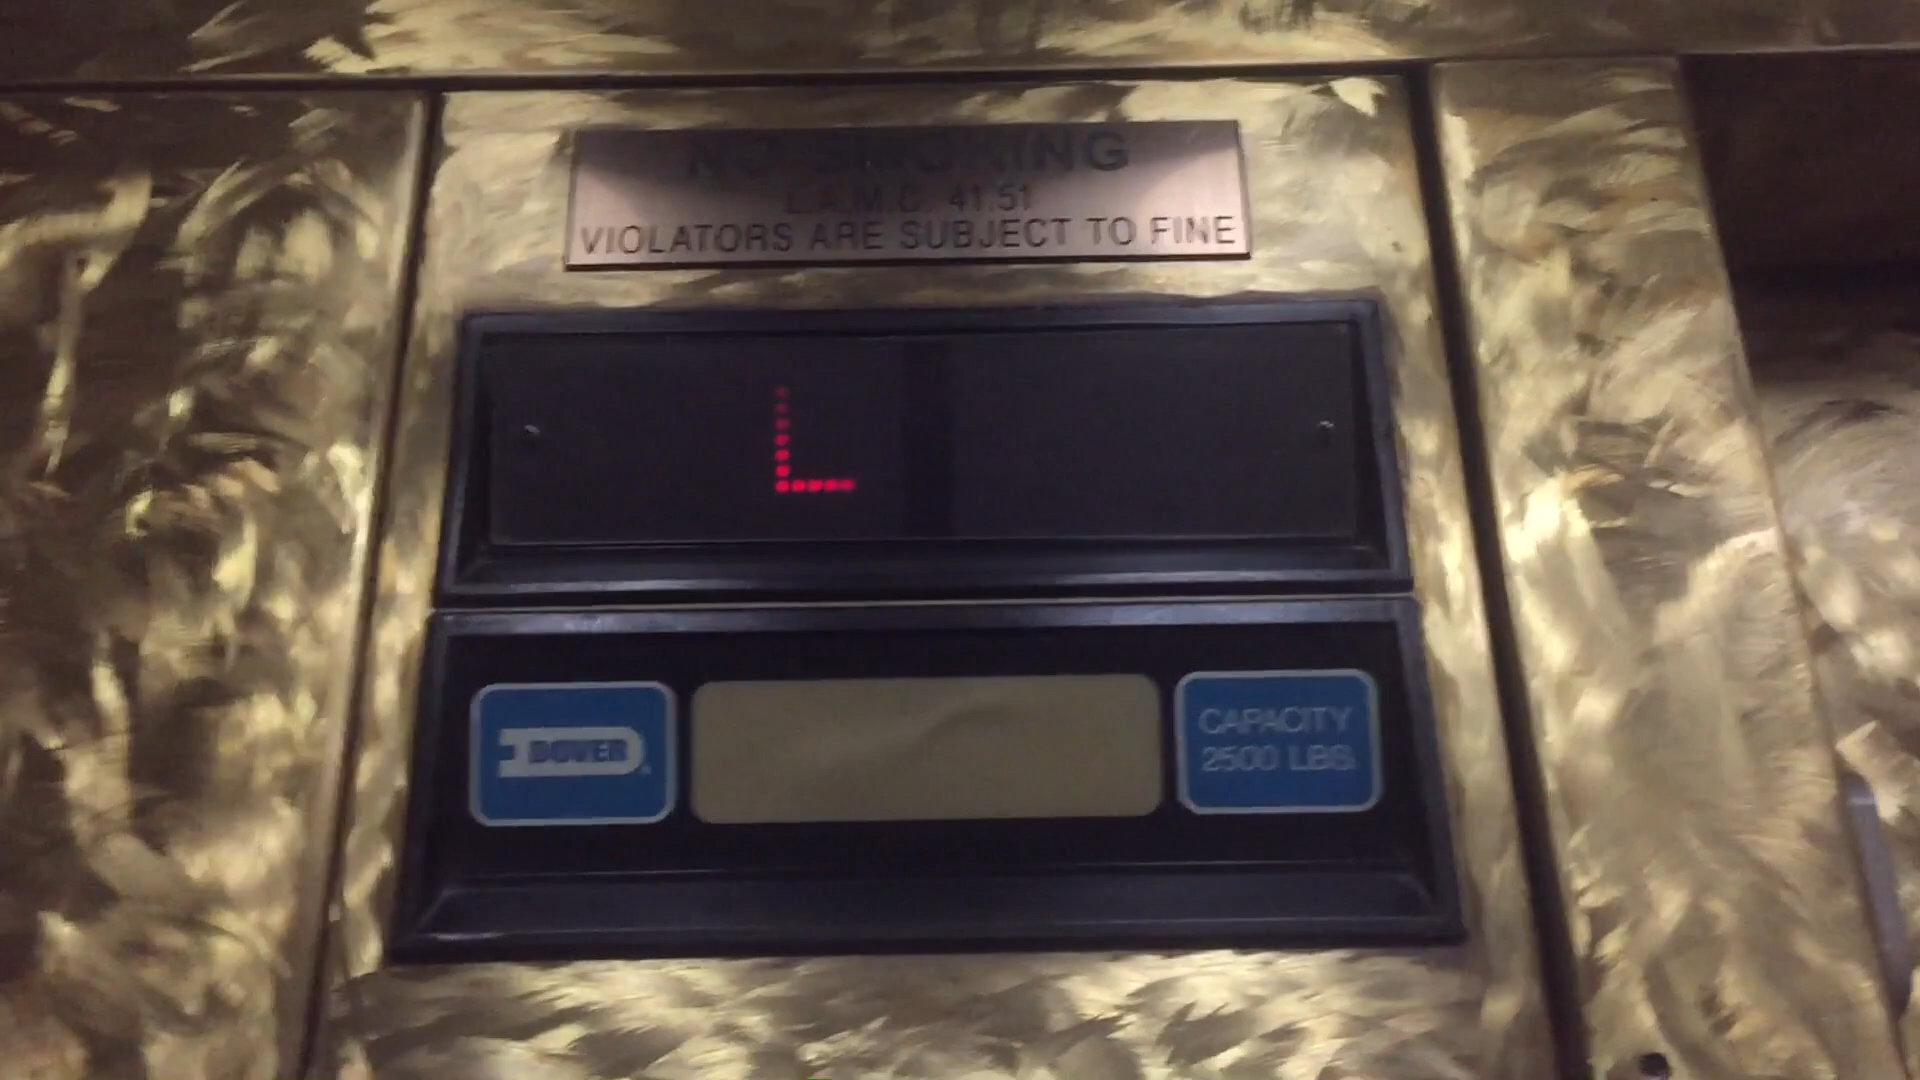 NO SMOKING
L.A.M.C. 41.51
VIOLATORS ARE SUBJECT TO FINE
L
DOVER
CAPACITY
2500 LBS